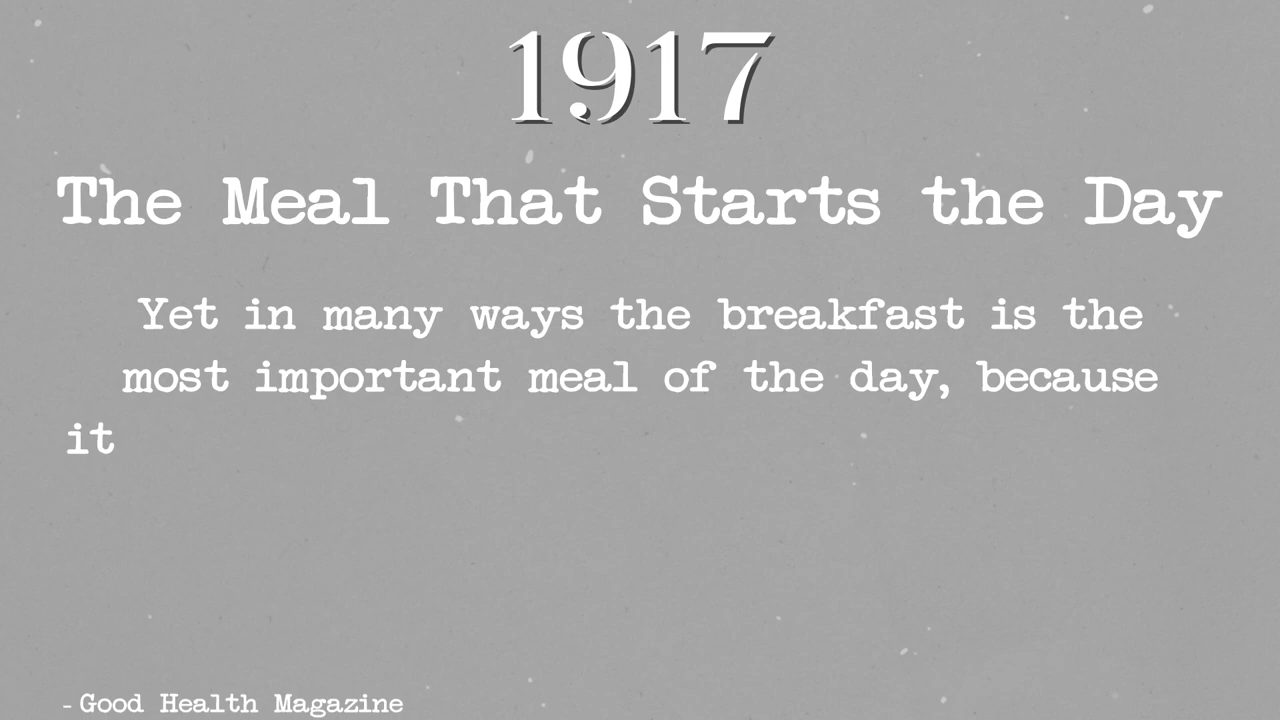 1917
The Meal That Starts the Day
Yet in many ways the breakfast is the
most important meal of the day, because
it
- Good Health Magazine